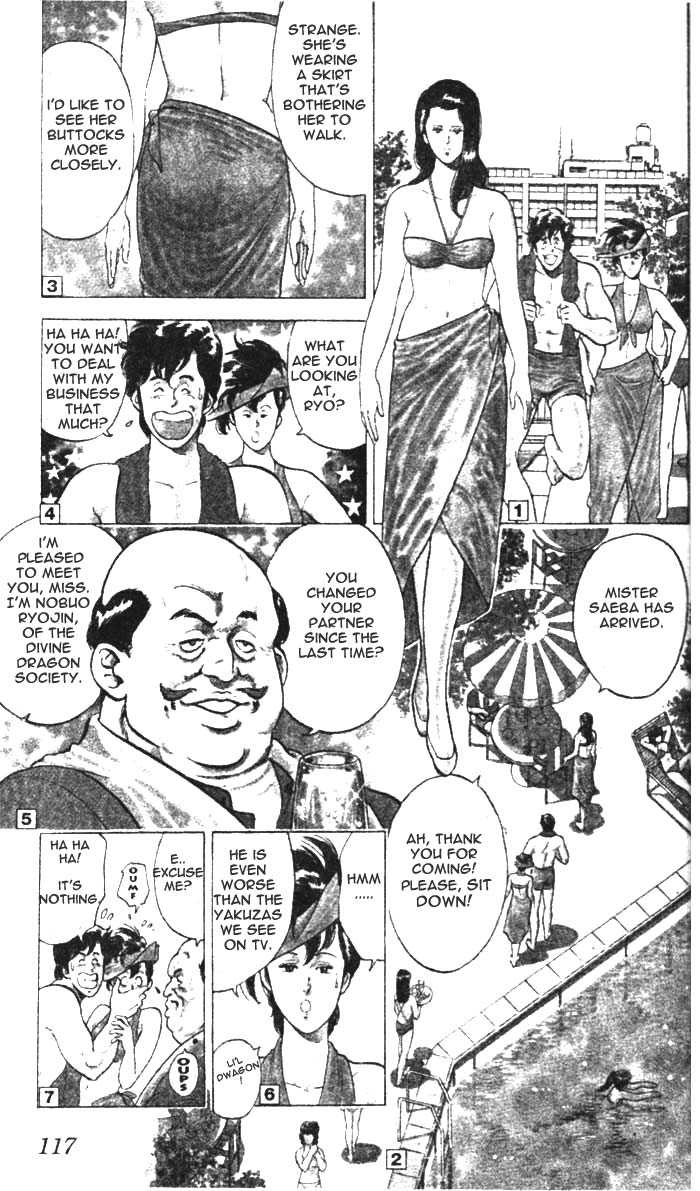 1
MISTER
SAEBA HAS
ARRIVED.
AH, THANK
YOU FOR
COMING!
PLEASE, SIT
DOWN!
2
STRANGE.
SHE'S
WEARING
A SKIRT
THAT'S
BOTHERING
HER TO
WALK.
I'D LIKE TO
SEE HER
BUTTOCKS
MORE
CLOSELY.
3
WHAT
ARE YOU
LOOKING
AT,
RYO?
HA HA HA!
YOU WANT
TO DEAL
WITH MY
BUSINESS
THAT
MUCH?
4
YOU
CHANGED
YOUR
PARTNER
SINCE THE
LAST TIME?
I'M
PLEASED
TO MEET
YOU, MISS.
I'M NOBUO
RYOJIN,
OF THE
DIVINE
DRAGON
SOCIETY.
5
HMM
.....
HE IS
EVEN
WORSE
THAN THE
YAKUZAS
WE SEE
ON TV.
LI'L
DWAGON
!
6
E..
EXCUSE
ME?
OUMF
HA HA
HA!
IT'S
NOTHING.
OUPS
7
117